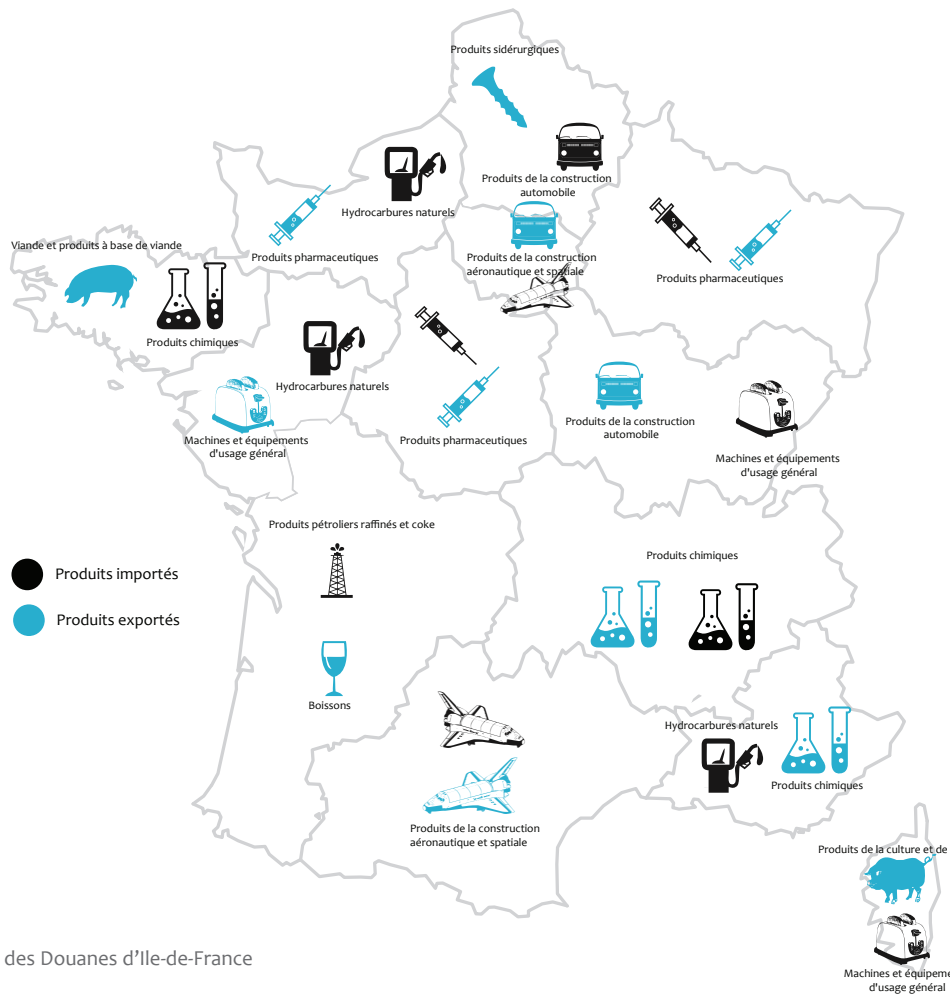 Produits sidérurgiques
Produits de la construction
automobile
Hydrocarbures naturels
Produits pharmaceutiques
Viande et produits à base de viande
Produits chimiques
Produits de la construction
aéronautique et spatiale
Produits pharmaceutiques
Hydrocarbures naturels
Machines et équipements
d'usage général
Produits pharmaceutiques
Produits de la construction
automobile
Machines et équipements
d'usage général
Produits pétroliers raffinés et coke
Produits importés
Produits exportés
Boissons
Produits chimiques
Produits de la construction
aéronautique et spatiale
Hydrocarbures naturels
Produits chimiques
Produits de la culture et de
Machines et équipeme
d'usage général
des Douanes d'Ile-de-France